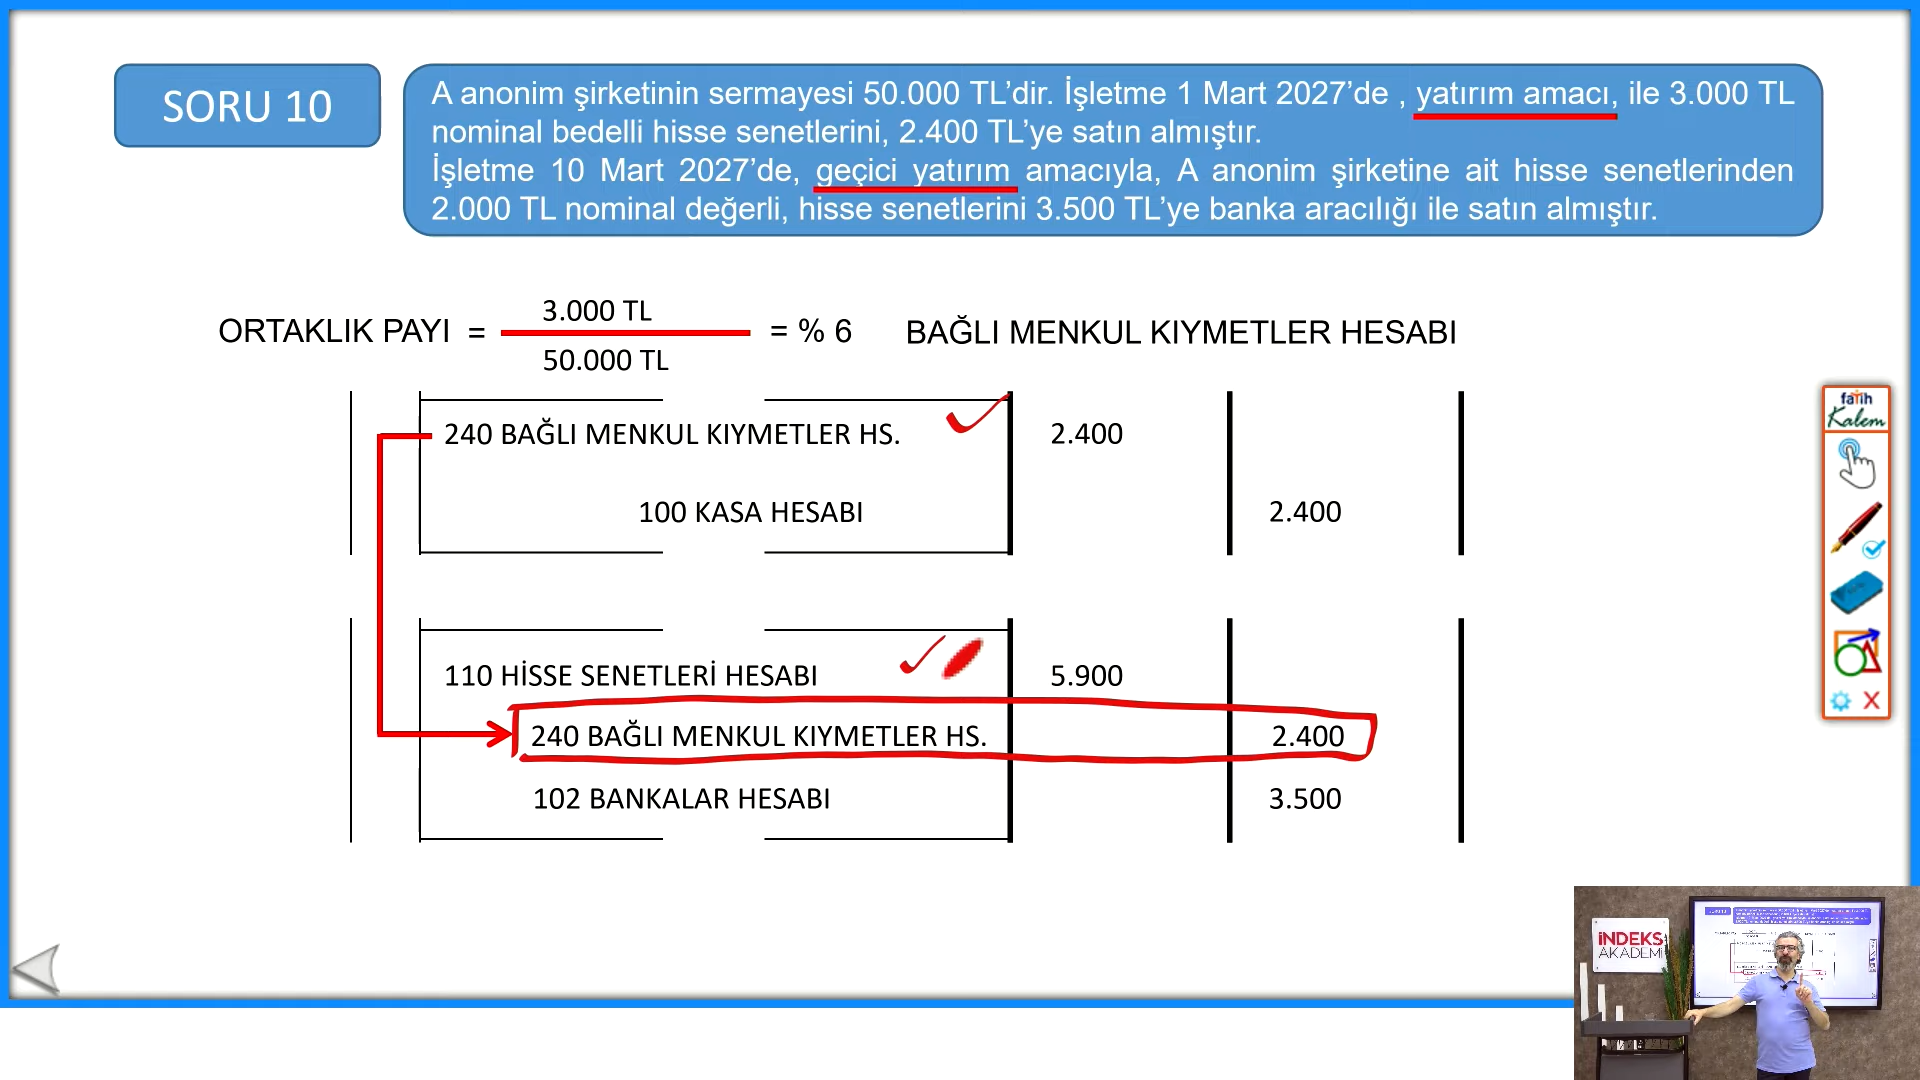 SORU 10
A anonim şirketinin sermayesi 50.000 TL'dir. İşletme 1 Mart 2027'de , yatırım amacı, ile 3.000 TL
nominal bedelli hisse senetlerini, 2.400 TL'ye satın almıştır.
İşletme 10 Mart 2027'de, geçici yatırım amacıyla, A anonim şirketine ait hisse senetlerinden
2.000 TL nominal değerli, hisse senetlerini 3.500 TL'ye banka aracılığı ile satın almıştır.
3.000 TL
ORTAKLIK PAYI = = % 6 BAĞLI MENKUL KIYMETLER HESABI
50.000 TL
240 BAĞLI MENKUL KIYMETLER HS. 2.400
100 KASA HESABI 2.400
110 HİSSE SENETLERİ HESABI 5.900
240 BAĞLI MENKUL KIYMETLER HS. 2.400
102 BANKALAR HESABI 3.500
fatih
Kalem
İNDEKS
AKADEMİ